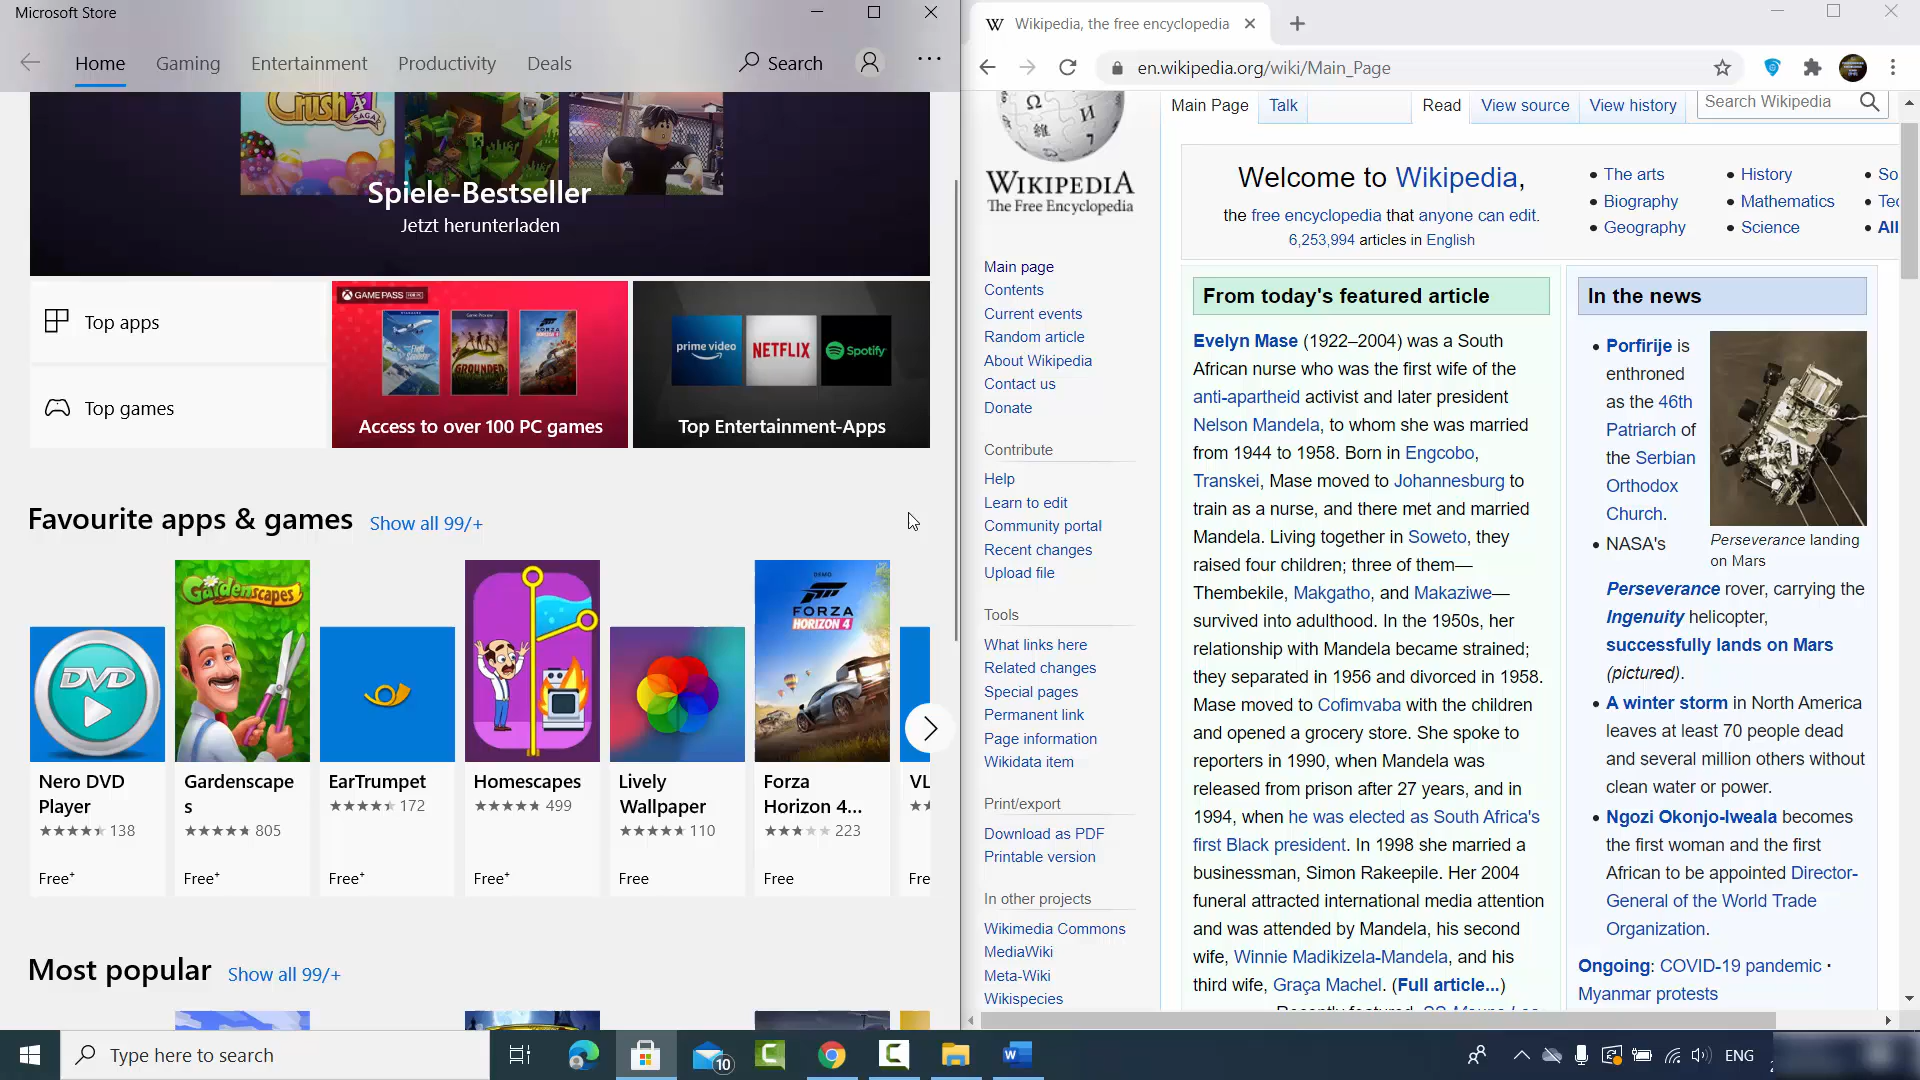 Microsoft Store
Home Gaming Entertainment Productivity Deals Search
Crush
SAGA
Spiele-Bestseller
Jetzt herunterladen
Top apps
Top games
GAME PASS
GROUNDED
Access to over 100 PC games
prime video
NETFLIX
Spotify
Top Entertainment-Apps
Favourite apps & games Show all 99/+
DVD
Gardenscapes
DEMO
FORZA
HORIZON 4
Nero DVD
Player
138
Free+
Gardenscape
s
805
Free+
EarTrumpet
172
Free+
Homescapes
499
Free+
Lively
Wallpaper
110
Free
Forza
Horizon 4...
223
Free
VL
Fre
Most popular Show all 99/+
W Wikipedia, the free encyclopedia
en.wikipedia.org/wiki/Main_Page
WIKIPEDIA
The Free Encyclopedia
Main page
Contents
Current events
Random article
About Wikipedia
Contact us
Donate
Contribute
Help
Learn to edit
Community portal
Recent changes
Upload file
Tools
What links here
Related changes
Special pages
Permanent link
Page information
Wikidata item
Print/export
Download as PDF
Printable version
In other projects
Wikimedia Commons
MediaWiki
Meta-Wiki
Wikispecies
Main Page Talk Read View source View history Search Wikipedia
Welcome to Wikipedia,
the free encyclopedia that anyone can edit.
6,253,994 articles in English
• The arts
• Biography
• Geography
• History
• Mathematics
• Science
• So
• Tec
• All
From today's featured article
Evelyn Mase (1922–2004) was a South
African nurse who was the first wife of the
anti-apartheid activist and later president
Nelson Mandela, to whom she was married
from 1944 to 1958. Born in Engcobo,
Transkei, Mase moved to Johannesburg to
train as a nurse, and there met and married
Mandela. Living together in Soweto, they
raised four children; three of them—
Thembekile, Makgatho, and Makaziwe—
survived into adulthood. In the 1950s, her
relationship with Mandela became strained;
they separated in 1956 and divorced in 1958.
Mase moved to Cofimvaba with the children
and opened a grocery store. She spoke to
reporters in 1990, when Mandela was
released from prison after 27 years, and in
1994, when he was elected as South Africa's
first Black president. In 1998 she married a
businessman, Simon Rakeepile. Her 2004
funeral attracted international media attention
and was attended by Mandela, his second
wife, Winnie Madikizela-Mandela, and his
third wife, Graça Machel. (Full article...)
In the news
• Porfirije is
enthroned
as the 46th
Patriarch of
the Serbian
Orthodox
Church.
• NASA's
Perseverance landing
on Mars
Perseverance rover, carrying the
Ingenuity helicopter,
successfully lands on Mars
(pictured).
• A winter storm in North America
leaves at least 70 people dead
and several million others without
clean water or power.
• Ngozi Okonjo-Iweala becomes
the first woman and the first
African to be appointed Director-
General of the World Trade
Organization.
Ongoing: COVID-19 pandemic ·
Myanmar protests
Type here to search
10
W
ENG